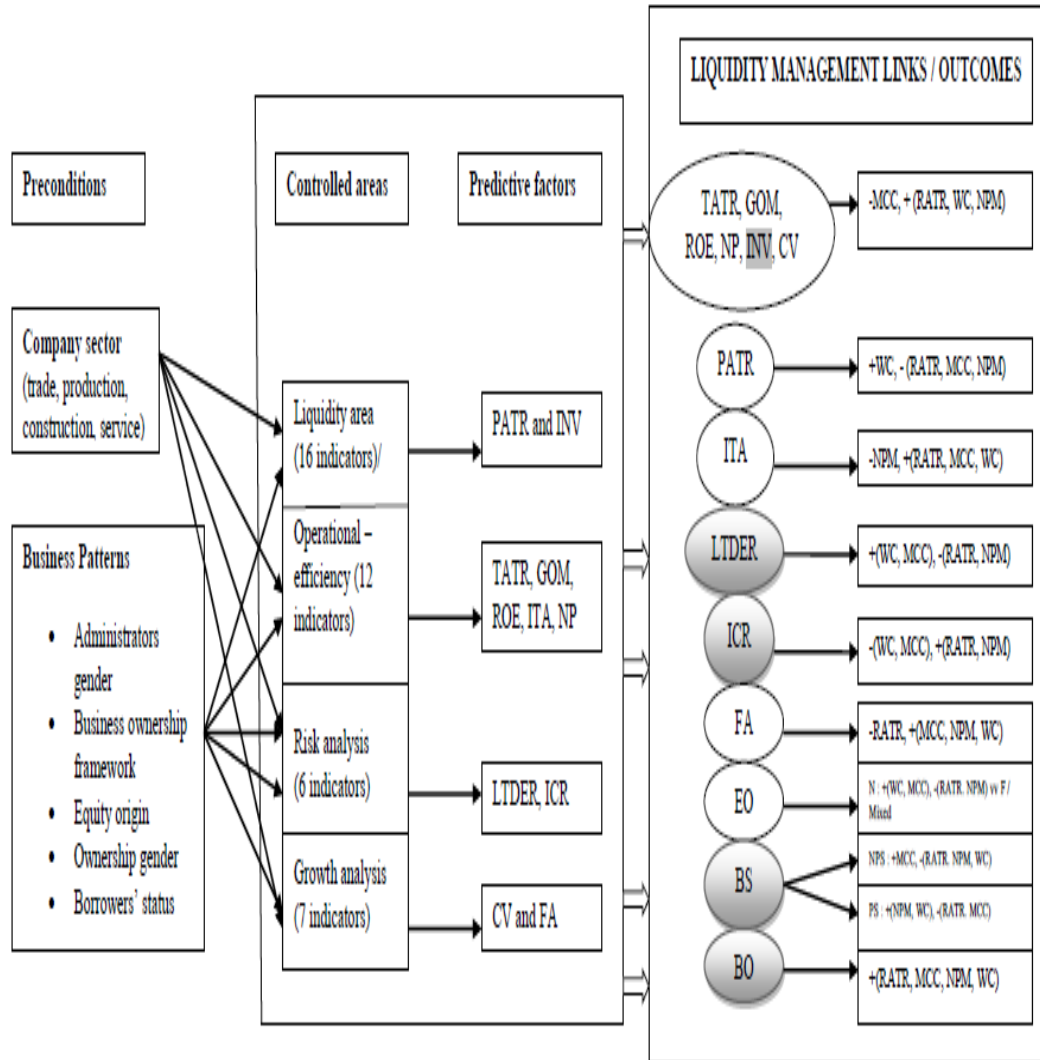 LIQUIDITY MANAGEMENT LINKS / OUTCOMES
Preconditions
Controlled areas
Predictive factors
Company sector
(trade, production,
construction, service)
Business Patterns
• Administrators
gender
• Business ownership
framework
• Equity origin
• Ownership gender
• Borrowers' status
Liquidity area
(16 indicators)/
Operational –
efficiency (12
indicators)
Risk analysis
(6 indicators)
Growth analysis
(7 indicators)
PATR and INV
TATR, GOM,
ROE, ITA, NP
LTDER, ICR
CV and FA
TATR, GOM,
ROE, NP, INV, CV
-MCC, + (RATR, WC, NPM)
PATR
+WC, - (RATR, MCC, NPM)
ITA
-NPM, +(RATR, MCC, WC)
LTDER
+(WC, MCC), -(RATR, NPM)
ICR
-(WC, MCC), +(RATR, NPM)
FA
-RATR, +(MCC, NPM, WC)
EO
N : +(WC, MCC), -(RATR. NPM) vv F /
Mixed
BS
NPS : +MCC, -(RATR. NPM, WC)
PS : +(NPM, WC), -(RATR. MCC)
BO
+(RATR, MCC, NPM, WC)